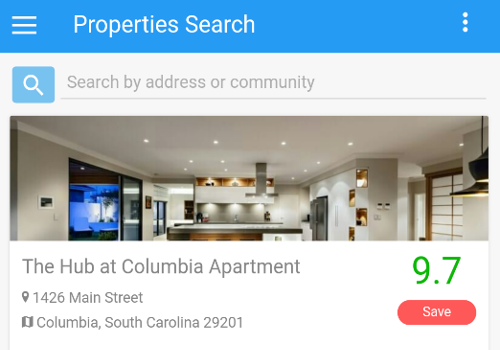 Properties Search
Search by address or community
The Hub at Columbia Apartment
9.7
1426 Main Street
Save
Columbia, South Carolina 29201